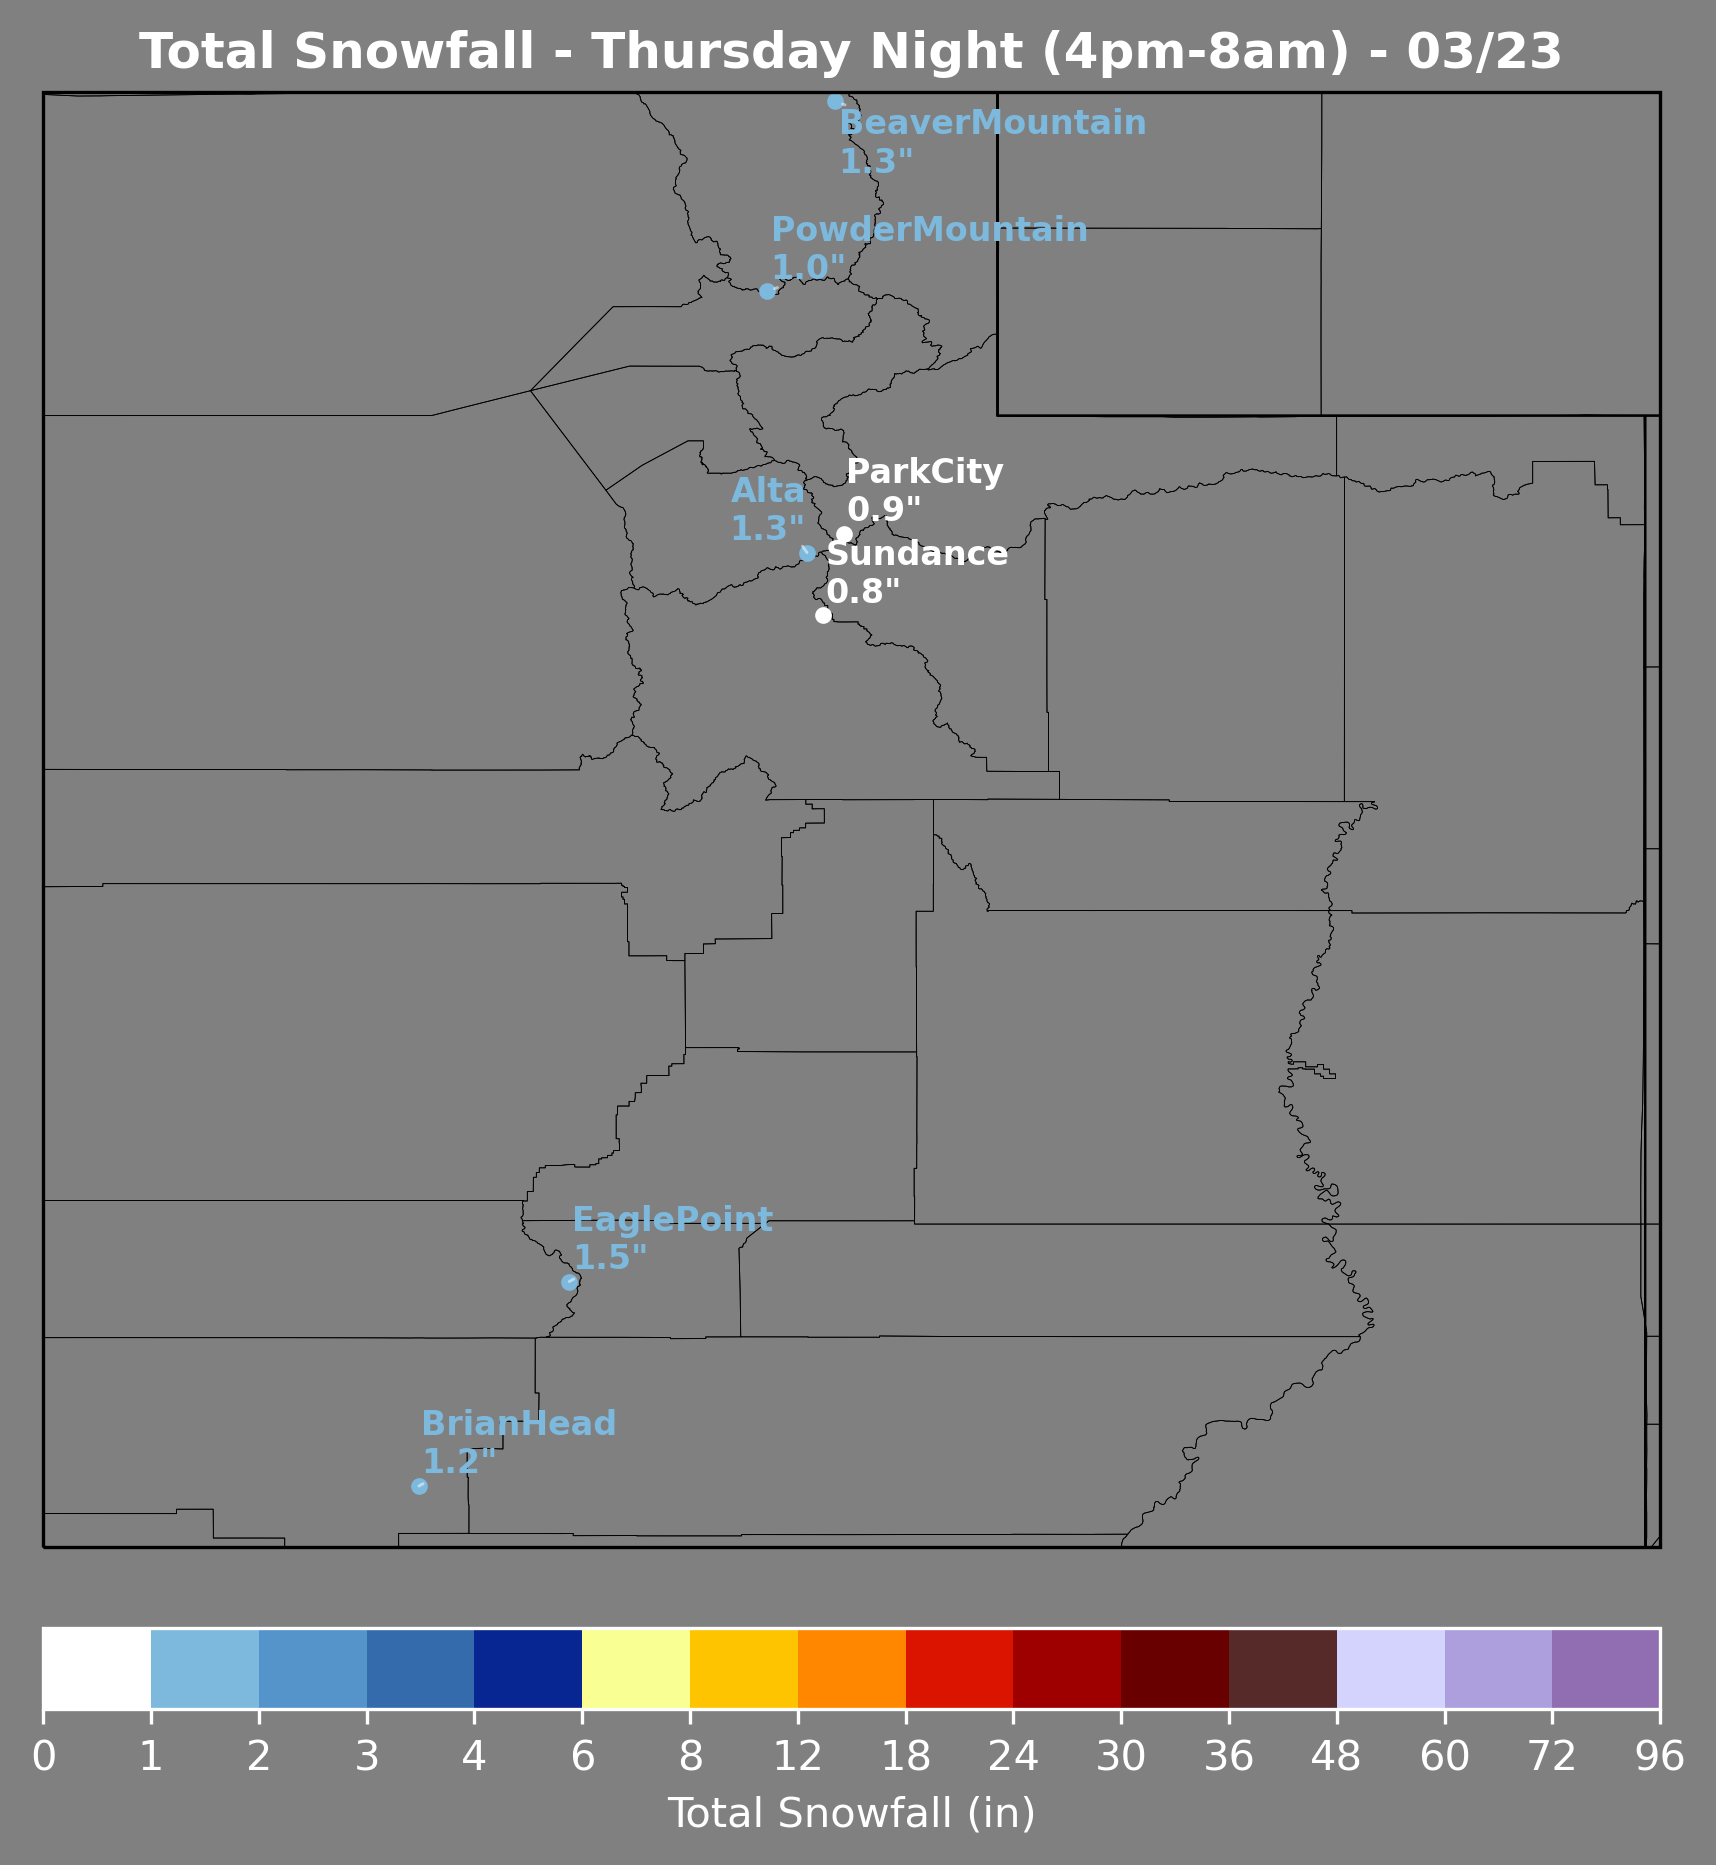 Total Snowfall - Thursday Night (4pm-8am) - 03/23
BeaverMountain
1.3"
PowderMountain
1.0"
ParkCity
0.9"
Alta
1.3"
Sundance
0.8"
EaglePoint
1.5"
BrianHead
1.2"
0 1 2 3 4 6 8 12 18 24 30 36 48 60 72 96
Total Snowfall (in)